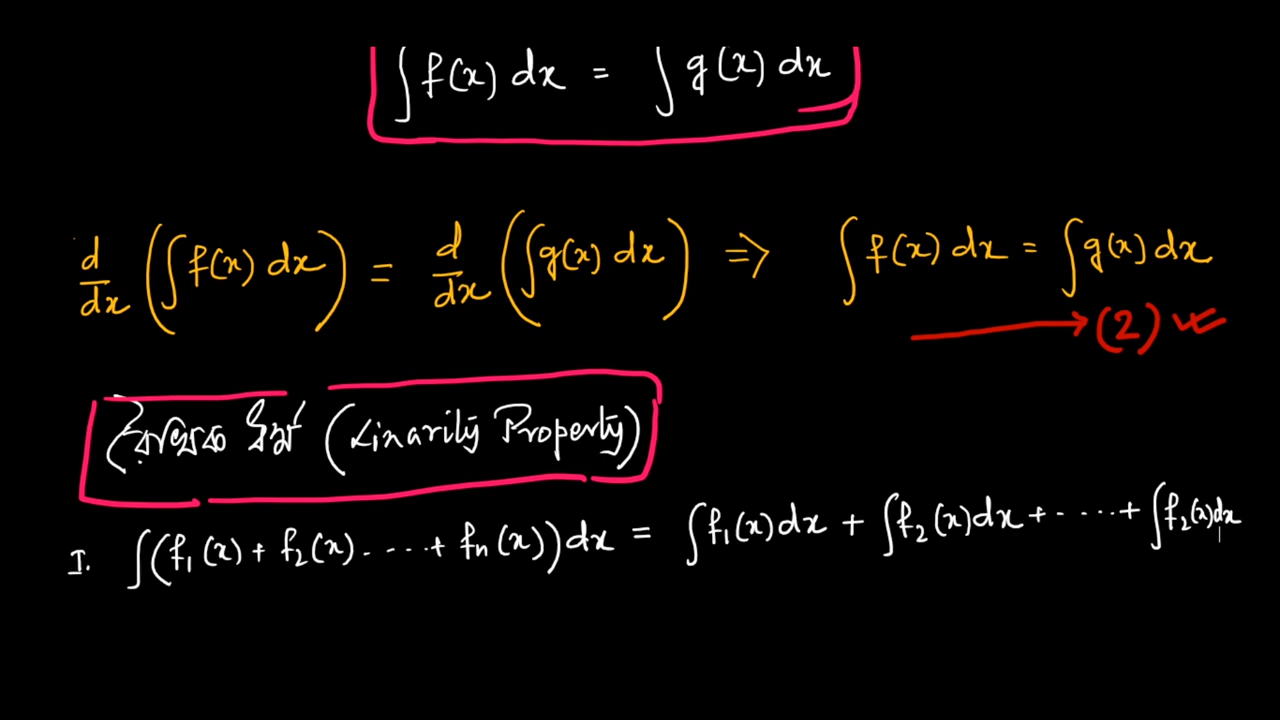 ∫ f(x) dx = ∫ g(x) dx
d/dx (∫ f(x) dx) = d/dx (∫ g(x) dx) ⇒ ∫ f(x) dx = ∫ g(x) dx
→ (2)
(Linarity Property)
I. ∫(f₁(x) + f₂(x) ....+ fn(x)) dx = ∫ f₁(x) dx + ∫ f₂(x) dx + ..... + ∫ f₂(x) dx